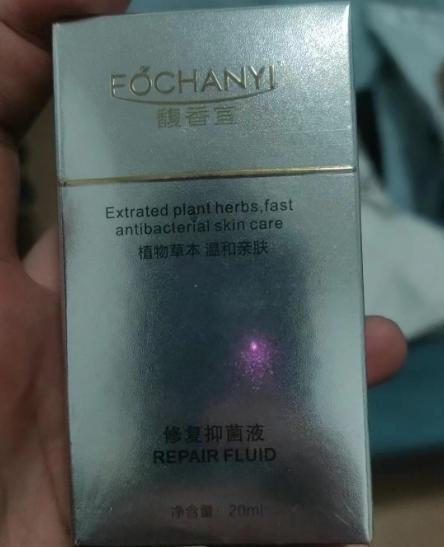 FOCHANYI
馥香宣
Extrated plant herbs,fast
antibacterial skin care
植物草本 温和亲肤
修复抑菌液
REPAIR FLUID
净含量：20ml